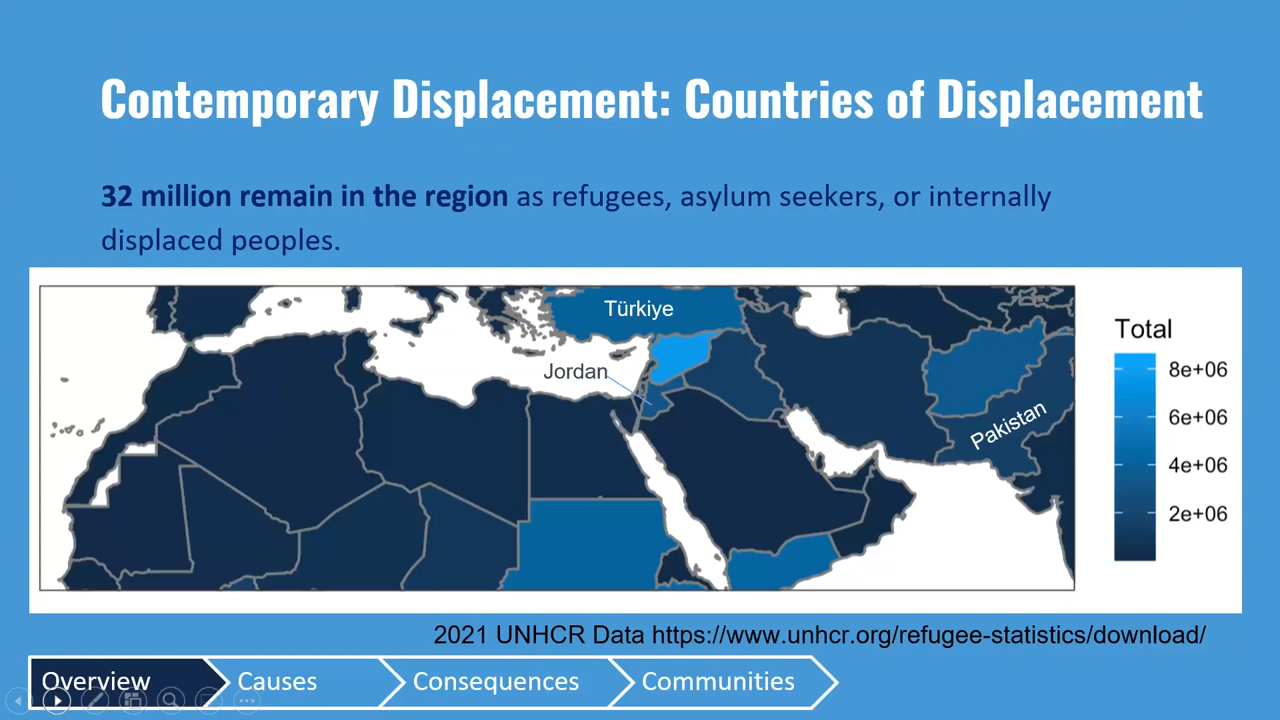 Contemporary Displacement: Countries of Displacement
32 million remain in the region as refugees, asylum seekers, or internally
displaced peoples.
Türkiye
Jordan
Pakistan
Total
8e+06
6e+06
4e+06
2e+06
2021 UNHCR Data https://www.unhcr.org/refugee-statistics/download/
Overview
Causes
Consequences
Communities